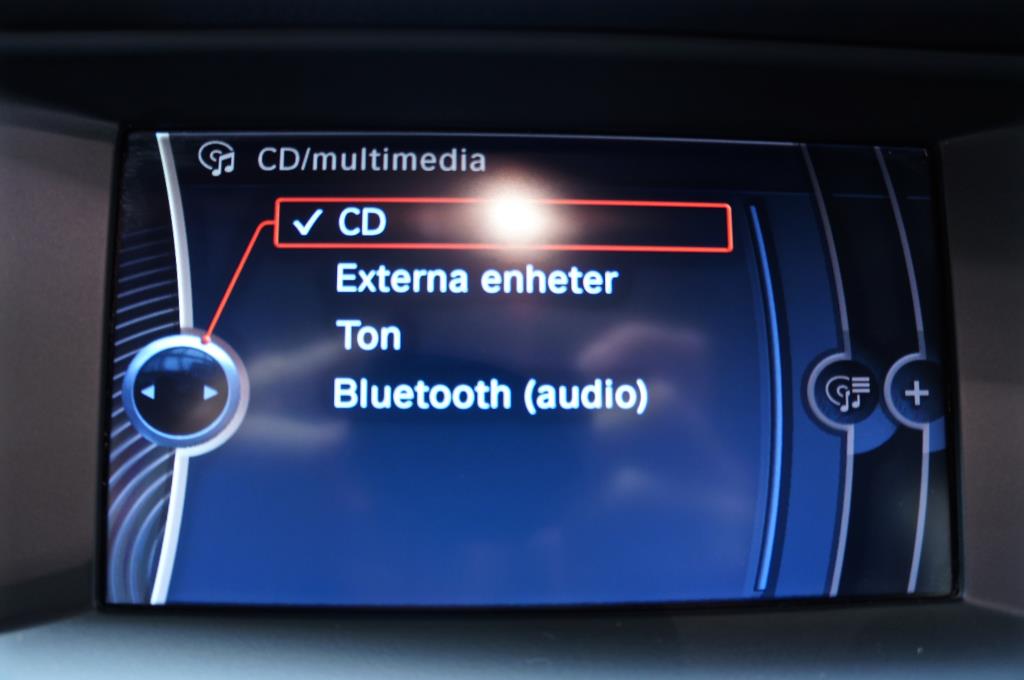 CD/multimedia
CD
Externa enheter
Ton
Bluetooth (audio)